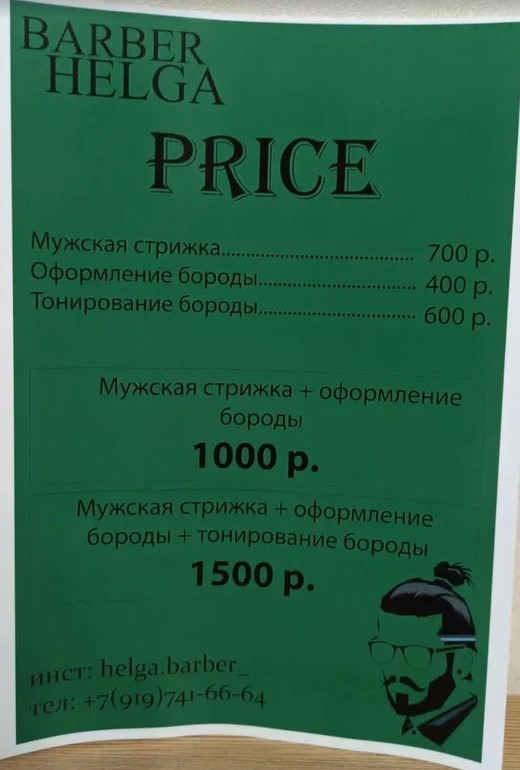 BARBER
HELGA
PRICE
Мужская стрижка........................................ 700 р.
Оформление бороды................................. 400 р.
Тонирование бороды................................. 600 р.
Мужская стрижка + оформление
бороды
1000 р.
Мужская стрижка + оформление
бороды + тонирование бороды
1500 р.
инст: helga.barber_
тел: +7(919)741-66-64